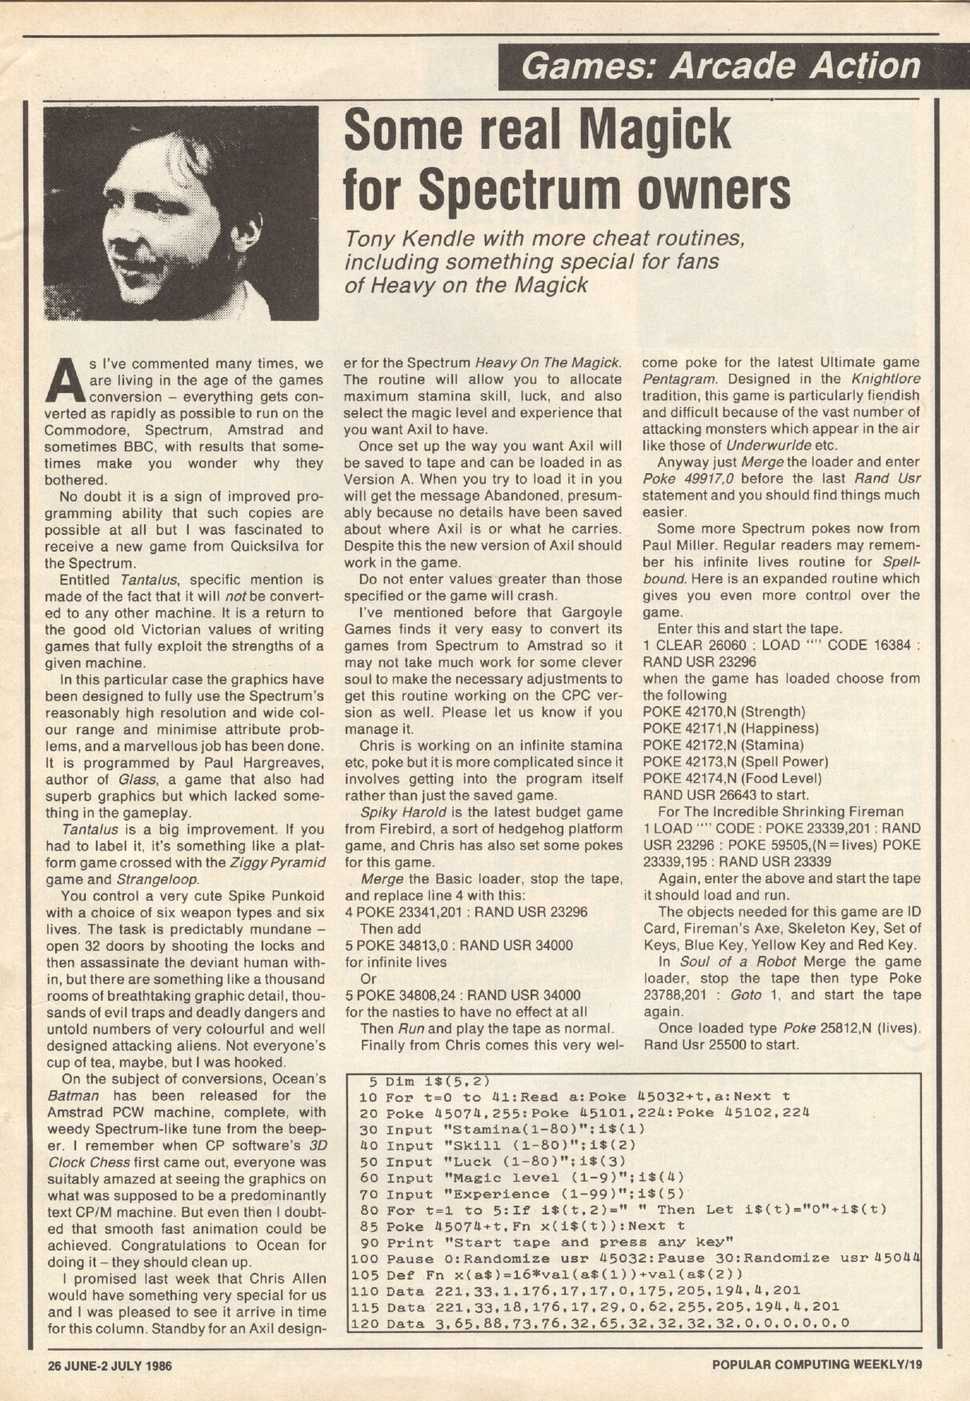 Games: Arcade Action
Some real Magick
for Spectrum owners
Tony Kendle with more cheat routines,
including something special for fans
of Heavy on the Magick
As I've commented many times, we
are living in the age of the games
conversion – everything gets con-
verted as rapidly as possible to run on the
Commodore, Spectrum, Amstrad and
sometimes BBC, with results that some-
times make you wonder why they
bothered.
No doubt it is a sign of improved pro-
gramming ability that such copies are
possible at all but I was fascinated to
receive a new game from Quicksilva for
the Spectrum.
Entitled Tantalus, specific mention is
made of the fact that it will not be convert-
ed to any other machine. It is a return to
the good old Victorian values of writing
games that fully exploit the strengths of a
given machine.
In this particular case the graphics have
been designed to fully use the Spectrum's
reasonably high resolution and wide col-
our range and minimise attribute prob-
lems, and a marvellous job has been done.
It is programmed by Paul Hargreaves,
author of Glass, a game that also had
superb graphics but which lacked some-
thing in the gameplay.
Tantalus is a big improvement. If you
had to label it, it's something like a plat-
form game crossed with the Ziggy Pyramid
game and Strangeloop.
You control a very cute Spike Punkoid
with a choice of six weapon types and six
lives. The task is predictably mundane –
open 32 doors by shooting the locks and
then assassinate the deviant human with-
in, but there are something like a thousand
rooms of breathtaking graphic detail, thou-
sands of evil traps and deadly dangers and
untold numbers of very colourful and well
designed attacking aliens. Not everyone's
cup of tea, maybe, but I was hooked.
On the subject of conversions, Ocean's
Batman has been released for the
Amstrad PCW machine, complete, with
weedy Spectrum-like tune from the beep-
er. I remember when CP software's 3D
Clock Chess first came out, everyone was
suitably amazed at seeing the graphics on
what was supposed to be a predominantly
text CP/M machine. But even then I doubt-
ed that smooth fast animation could be
achieved. Congratulations to Ocean for
doing it – they should clean up.
I promised last week that Chris Allen
would have something very special for us
and I was pleased to see it arrive in time
for this column. Standby for an Axil design-
er for the Spectrum Heavy On The Magick.
The routine will allow you to allocate
maximum stamina skill, luck, and also
select the magic level and experience that
you want Axil to have.
Once set up the way you want Axil will
be saved to tape and can be loaded in as
Version A. When you try to load it in you
will get the message Abandoned, presum-
ably because no details have been saved
about where Axil is or what he carries.
Despite this the new version of Axil should
work in the game.
Do not enter values greater than those
specified or the game will crash.
I've mentioned before that Gargoyle
Games finds it very easy to convert its
games from Spectrum to Amstrad so it
may not take much work for some clever
soul to make the necessary adjustments to
get this routine working on the CPC ver-
sion as well. Please let us know if you
manage it.
Chris is working on an infinite stamina
etc, poke but it is more complicated since it
involves getting into the program itself
rather than just the saved game.
Spiky Harold is the latest budget game
from Firebird, a sort of hedgehog platform
game, and Chris has also set some pokes
for this game.
Merge the Basic loader, stop the tape,
and replace line 4 with this:
4 POKE 23341,201 : RAND USR 23296
Then add
5 POKE 34813,0 : RAND USR 34000
for infinite lives
Or
5 POKE 34808,24 : RAND USR 34000
for the nasties to have no effect at all
Then Run and play the tape as normal.
Finally from Chris comes this very wel-
come poke for the latest Ultimate game
Pentagram. Designed in the Knightlore
tradition, this game is particularly fiendish
and difficult because of the vast number of
attacking monsters which appear in the air
like those of Underwurlde etc.
Anyway just Merge the loader and enter
Poke 49917,0 before the last Rand Usr
statement and you should find things much
easier.
Some more Spectrum pokes now from
Paul Miller. Regular readers may remem-
ber his infinite lives routine for Spell-
bound. Here is an expanded routine which
gives you even more control over the
game.
Enter this and start the tape.
1 CLEAR 26060 : LOAD "" CODE 16384 :
RAND USR 23296
when the game has loaded choose from
the following
POKE 42170,N (Strength)
POKE 42171,N (Happiness)
POKE 42172,N (Stamina)
POKE 42173,N (Spell Power)
POKE 42174,N (Food Level)
RAND USR 26643 to start.
For The Incredible Shrinking Fireman
1 LOAD "" CODE : POKE 23339,201 : RAND
USR 23296 : POKE 59505,(N=lives) POKE
23339,195 : RAND USR 23339
Again, enter the above and start the tape
it should load and run.
The objects needed for this game are ID
Card, Fireman's Axe, Skeleton Key, Set of
Keys, Blue Key, Yellow Key and Red Key.
In Soul of a Robot Merge the game
loader, stop the tape then type Poke
23788,201 : Goto 1, and start the tape
again.
Once loaded type Poke 25812,N (lives).
Rand Usr 25500 to start.
5 Dim i$(5,2)
10 For t=0 to 41:Read a:Poke 45032+t,a:Next t
20 Poke 45074,255:Poke 45101,224:Poke 45102,224
30 Input "Stamina(1-80)";i$(1)
40 Input "Skill (1-80)";i$(2)
50 Input "Luck (1-80)";i$(3)
60 Input "Magic level (1-9)";i$(4)
70 Input "Experience (1-99)";i$(5)
80 For t=1 to 5:If i$(t,2)=" " Then Let i$(t)="0"+i$(t)
85 Poke 45074+t,Fn x(i$(t)):Next t
90 Print "Start tape and press any key"
100 Pause 0:Randomize usr 45032:Pause 30:Randomize usr 45044
105 Def Fn x(a$)=16*val(a$(1))+val(a$(2))
110 Data 221,33,1,176,17,17,0,175,205,194,4,201
115 Data 221,33,18,176,17,29,0,62,255,205,194,4,201
120 Data 3,65,88,73,76,32,65,32,32,32,32,0,0,0,0,0,0
26 JUNE-2 JULY 1986
POPULAR COMPUTING WEEKLY/19